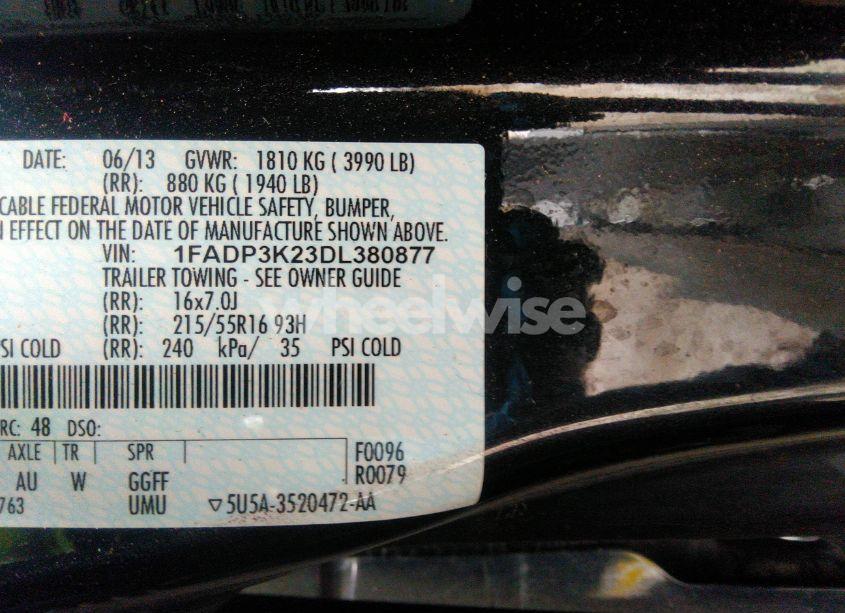 DATE: 06/13 GVWR: 1810 KG ( 3990 LB)
(RR): 880 KG ( 1940 LB)
CABLE FEDERAL MOTOR VEHICLE SAFETY, BUMPER,
N EFFECT ON THE DATE OF MANUFACTURE SHOWN ABOVE.
VIN: 1FADP3K23DL380877
TRAILER TOWING - SEE OWNER GUIDE
(RR): 16x7.0J
(RR): 215/55R16 93H
wheelwise
SI COLD (RR): 240 kPa/ 35 PSI COLD
RC: 48 DSO:
AXLE TR SPR F0096
AU W GGFF R0079
763 UMU ▽5U5A-3520472-AA